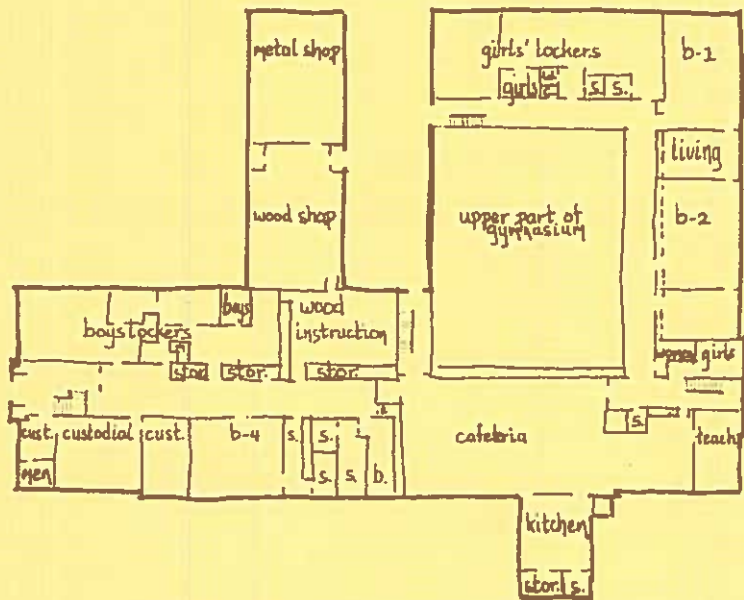 metal shop
girls' lockers
b-1
girls
s.
s.
living
wood shop
upper part of
gymnasium
b-2
boys
wood
instruction
boys lockers
women
girls
stor.
stor.
cust.
custodial
cust.
b-4
s.
s.
s.
s.
b.
cafeteria
s.
teach
men
kitchen
stor.
s.